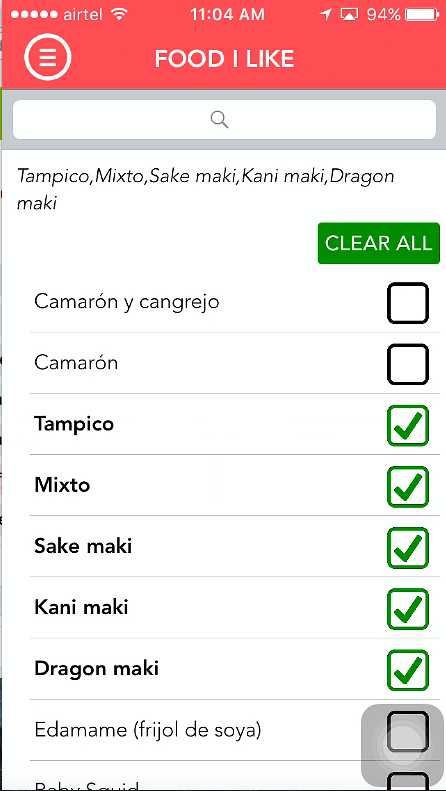 airtel 11:04 AM 94%
FOOD I LIKE
Tampico,Mixto,Sake maki,Kani maki,Dragon
maki
CLEAR ALL
Camarón y cangrejo
Camarón
Tampico
Mixto
Sake maki
Kani maki
Dragon maki
Edamame (frijol de soya)
Baby Squid